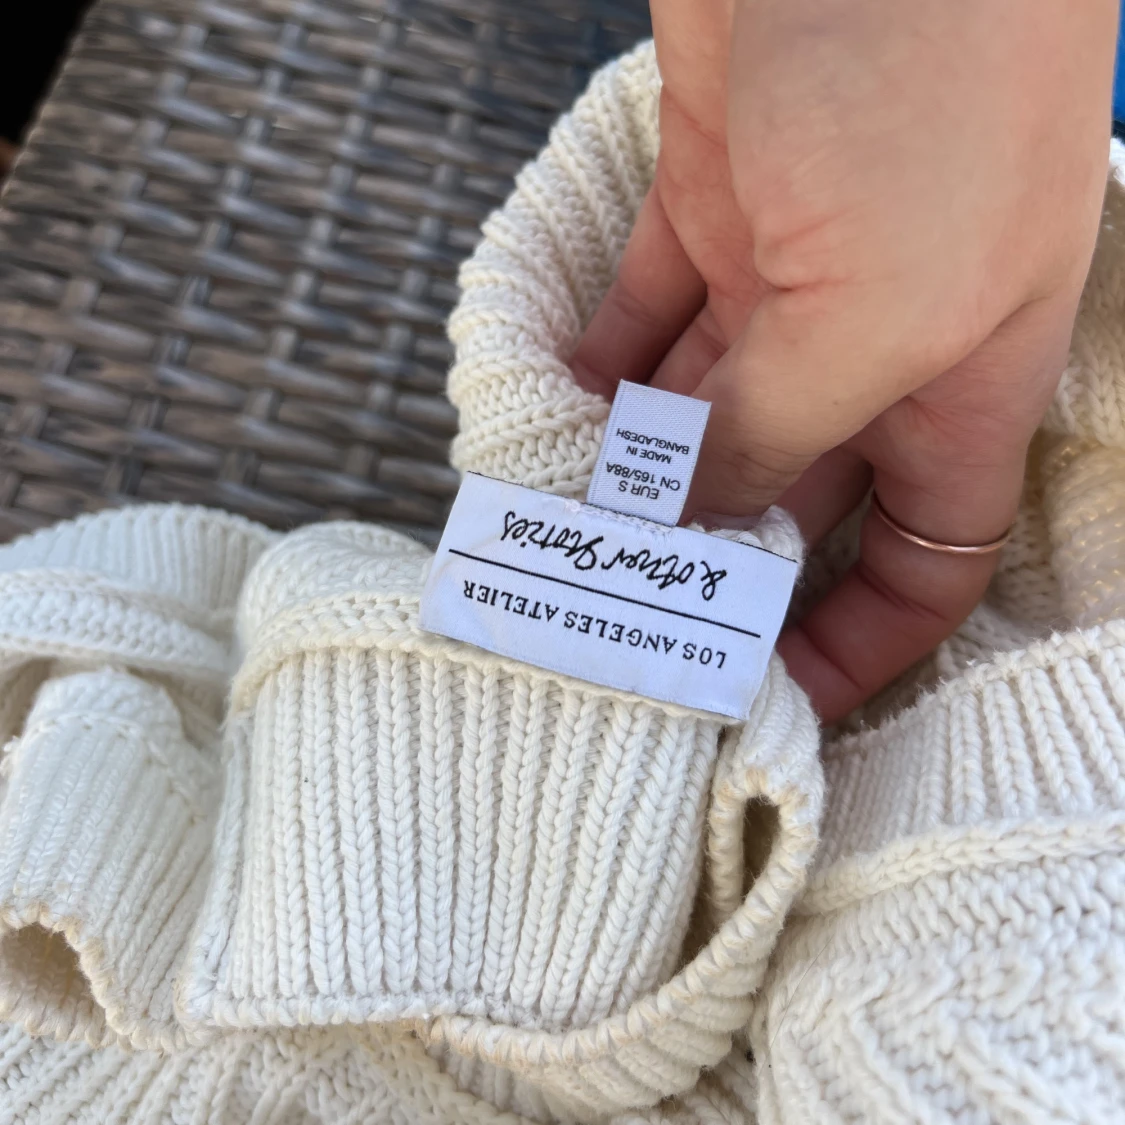 LOS ANGELES ATELIER
& other Stories
EUR S
CN 165/88A
MADE IN
BANGLADESH